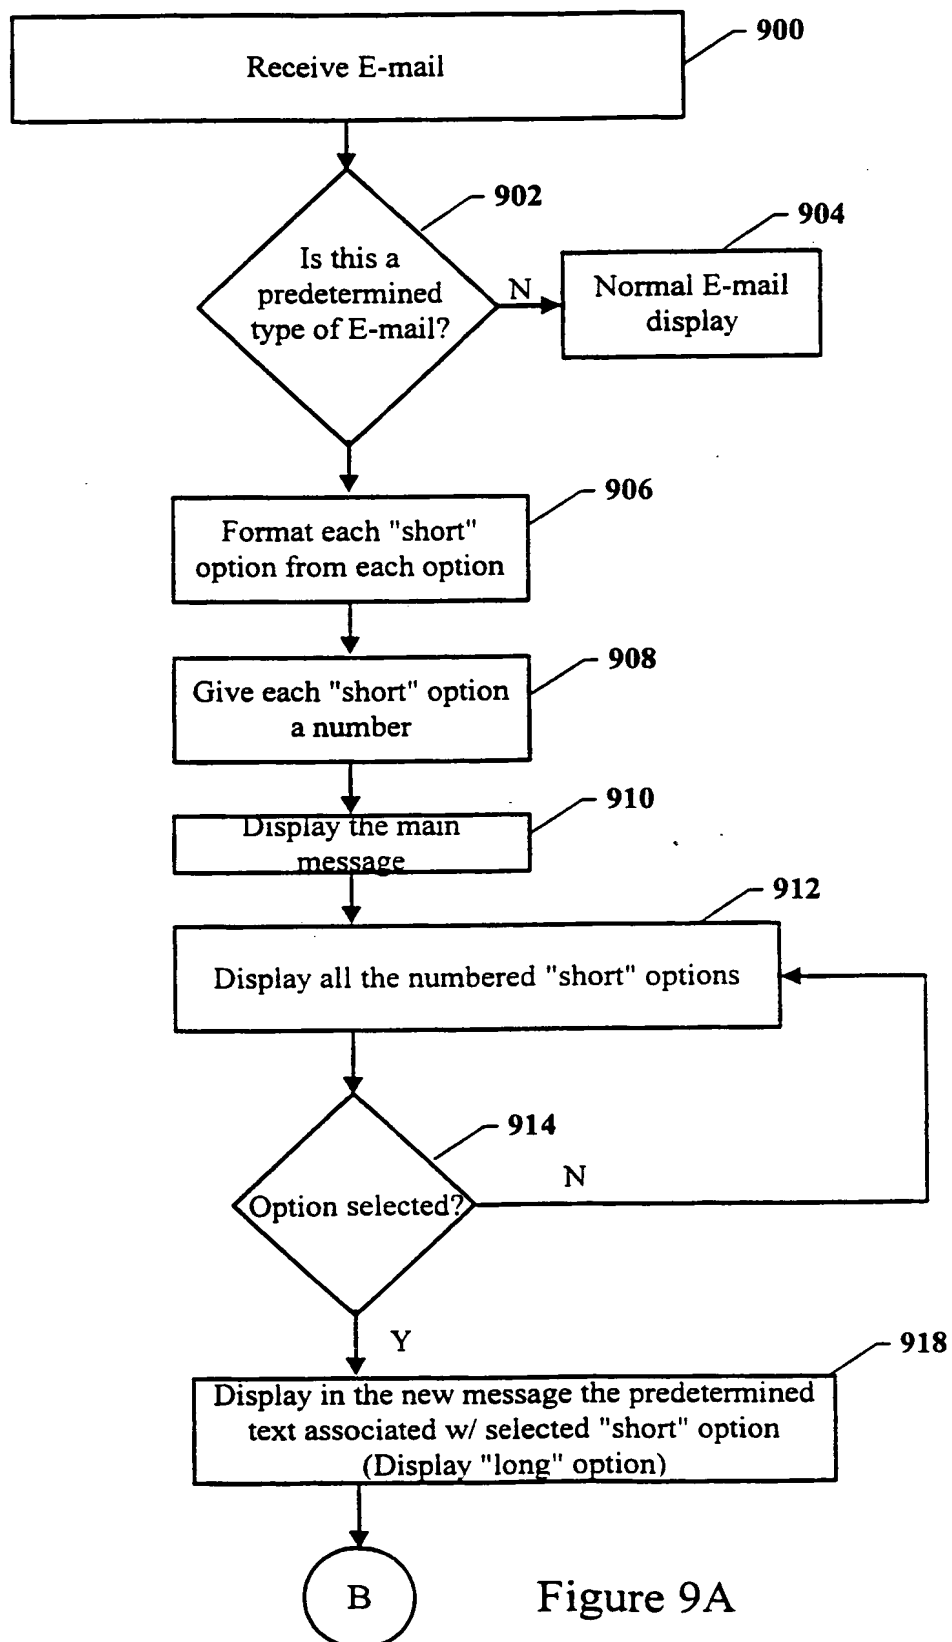 900
Receive E-mail
902
904
Is this a
predetermined
type of E-mail?
N
Normal E-mail
display
906
Format each "short"
option from each option
908
Give each "short" option
a number
910
Display the main
message
912
Display all the numbered "short" options
914
N
Option selected?
Y
918
Display in the new message the predetermined
text associated w/ selected "short" option
(Display "long" option)
B
Figure 9A